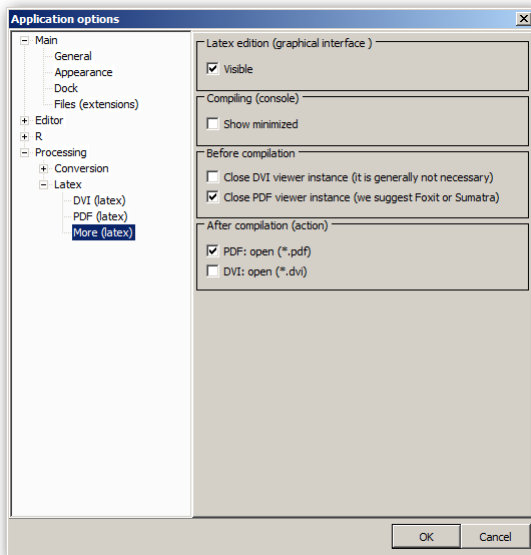 Application options
Main
General
Appearance
Dock
Files (extensions)
Editor
R
Processing
Conversion
Latex
DVI (latex)
PDF (latex)
More (latex)
Latex edition (graphical interface )
Visible
Compiling (console)
Show minimized
Before compilation
Close DVI viewer instance (it is generally not necessary)
Close PDF viewer instance (we suggest Foxit or Sumatra)
After compilation (action)
PDF: open (*.pdf)
DVI: open (*.dvi)
OK
Cancel